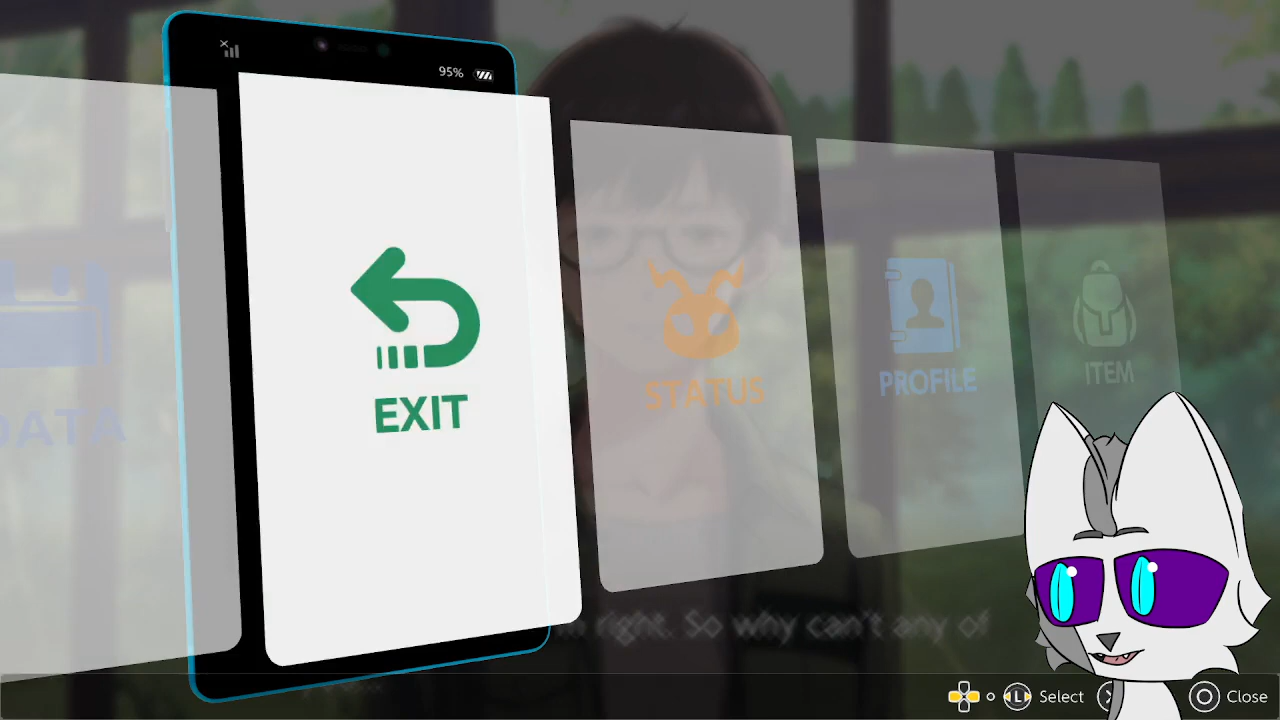 95%
DATA
EXIT
STATUS
PROFILE
ITEM
right. So why can't any of
L Select
Close